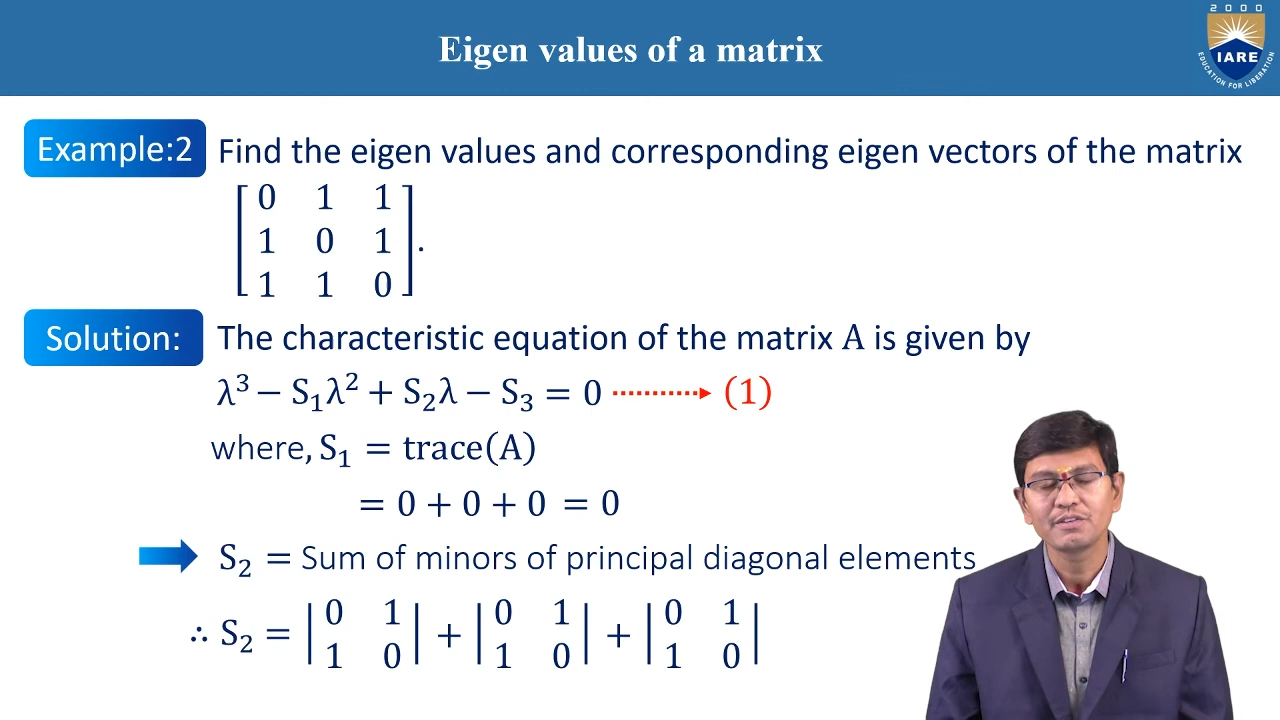 2000
IARE
EDUCATION FOR LIBERATION
Eigen values of a matrix
Example:2 Find the eigen values and corresponding eigen vectors of the matrix
[0 1 1
1 0 1
1 1 0].
Solution: The characteristic equation of the matrix A is given by
λ³ − S₁λ² + S₂λ − S₃ = 0 (1)
where, S₁ = trace(A)
= 0 + 0 + 0 = 0
S₂ = Sum of minors of principal diagonal elements
∴ S₂ = |0 1| + |0 1| + |0 1|
|1 0| |1 0| |1 0|